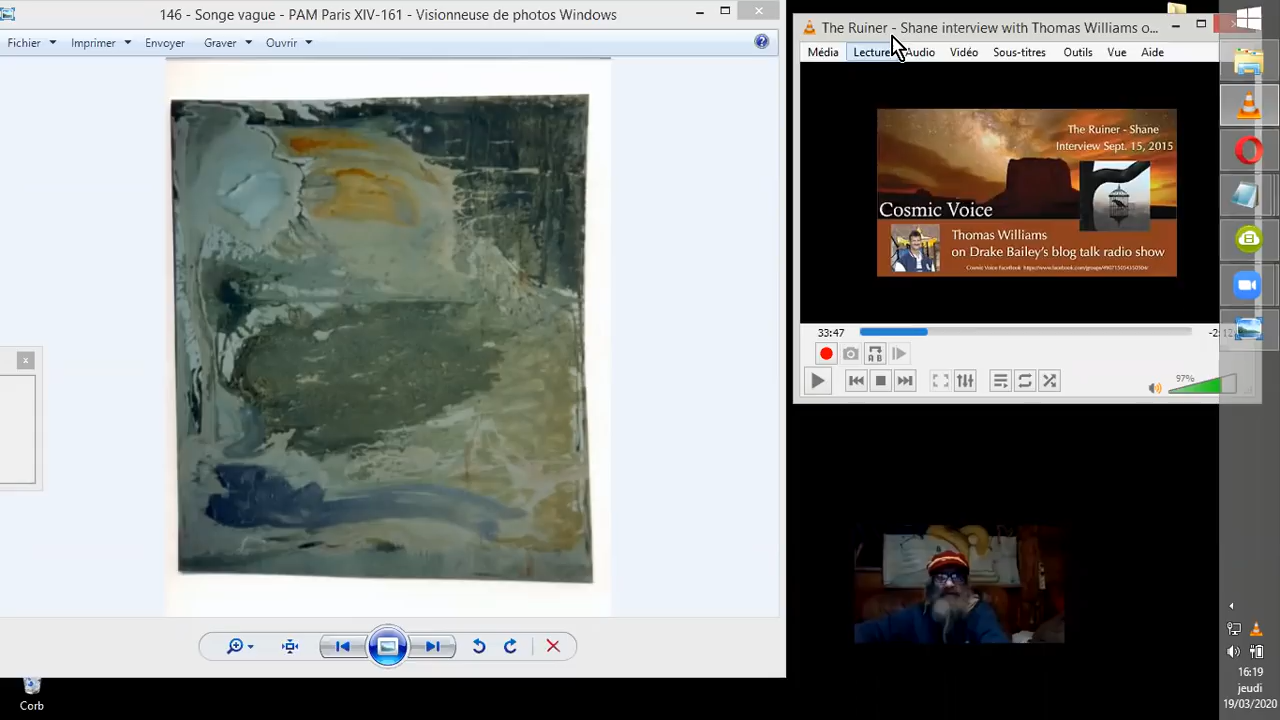 146 - Songe vague - PAM Paris XIV-161 - Visionneuse de photos Windows
Fichier Imprimer Envoyer Graver Ouvrir
The Ruiner - Shane interview with Thomas Williams o...
Média Lecture Audio Vidéo Sous-titres Outils Vue Aide
The Ruiner - Shane
Interview Sept. 15, 2015
Cosmic Voice
Thomas Williams
on Drake Bailey's blog talk radio show
33:47
97%
Corb
16:19
jeudi
19/03/2020